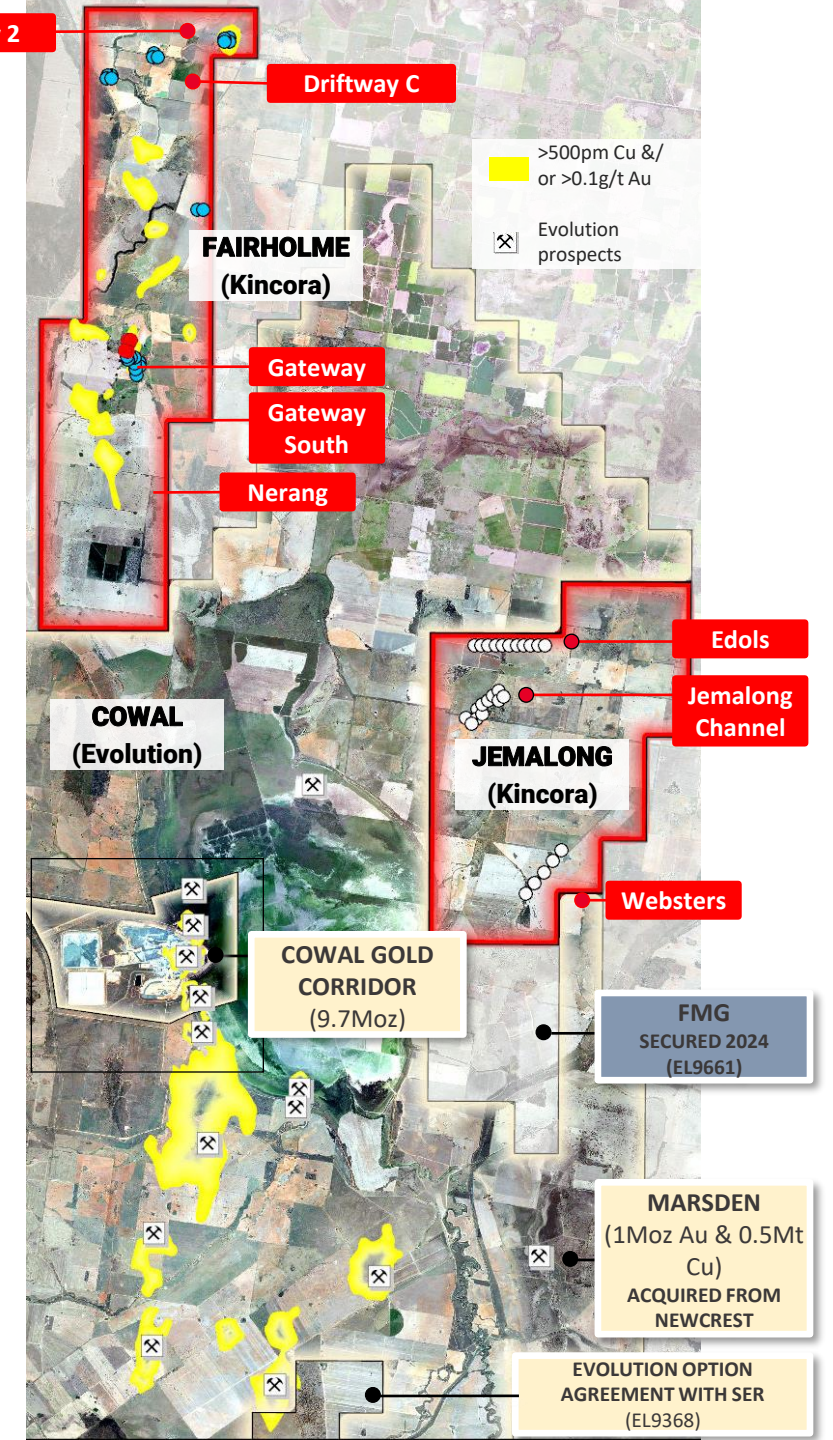 2
Driftway C
>500pm Cu &/
or >0.1g/t Au
Evolution
prospects
FAIRHOLME
(Kincora)
Gateway
Gateway
South
Nerang
Edols
Jemalong
Channel
COWAL
(Evolution)
JEMALONG
(Kincora)
Websters
COWAL GOLD
CORRIDOR
(9.7Moz)
FMG
SECURED 2024
(EL9661)
MARSDEN
(1Moz Au & 0.5Mt
Cu)
ACQUIRED FROM
NEWCREST
EVOLUTION OPTION
AGREEMENT WITH SER
(EL9368)